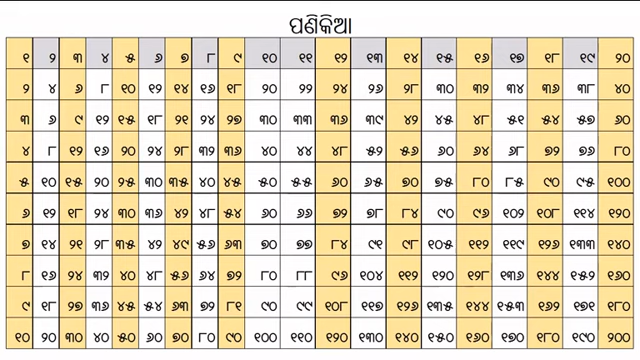 ପଣିକିଆ
୧ ୨ ୩ ୪ ୫ ୬ ୭ ୮ ୯ ୧୦ ୧୧ ୧୨ ୧୩ ୧୪ ୧୫ ୧୬ ୧୭ ୧୮ ୧୯ ୨୦
୨ ୪ ୬ ୮ ୧୦ ୧୨ ୧୪ ୧୬ ୧୮ ୨୦ ୨୨ ୨୪ ୨୬ ୨୮ ୩୦ ୩୨ ୩୪ ୩୬ ୩୮ ୪୦
୩ ୬ ୯ ୧୨ ୧୫ ୧୮ ୨୧ ୨୪ ୨୭ ୩୦ ୩୩ ୩୬ ୩୯ ୪୨ ୪୫ ୪୮ ୫୧ ୫୪ ୫୭ ୬୦
୪ ୮ ୧୨ ୧୬ ୨୦ ୨୪ ୨୮ ୩୨ ୩୬ ୪୦ ୪୪ ୪୮ ୫୨ ୫୬ ୬୦ ୬୪ ୬୮ ୭୨ ୭୬ ୮୦
୫ ୧୦ ୧୫ ୨୦ ୨୫ ୩୦ ୩୫ ୪୦ ୪୫ ୫୦ ୫୫ ୬୦ ୬୫ ୭୦ ୭୫ ୮୦ ୮୫ ୯୦ ୯୫ ୧୦୦
୬ ୧୨ ୧୮ ୨୪ ୩୦ ୩୬ ୪୨ ୪୮ ୫୪ ୬୦ ୬୬ ୭୨ ୭୮ ୮୪ ୯୦ ୯୬ ୧୦୨ ୧୦୮ ୧୧୪ ୧୨୦
୭ ୧୪ ୨୧ ୨୮ ୩୫ ୪୨ ୪୯ ୫୬ ୬୩ ୭୦ ୭୭ ୮୪ ୯୧ ୯୮ ୧୦୫ ୧୧୨ ୧୧୯ ୧୨୬ ୧୩୩ ୧୪୦
୮ ୧୬ ୨୪ ୩୨ ୪୦ ୪୮ ୫୬ ୬୪ ୭୨ ୮୦ ୮୮ ୯୬ ୧୦୪ ୧୧୨ ୧୨୦ ୧୨୮ ୧୩୬ ୧୪୪ ୧୫୨ ୧୬୦
୯ ୧୮ ୨୭ ୩୬ ୪୫ ୫୪ ୬୩ ୭୨ ୮୧ ୯୦ ୯୯ ୧୦୮ ୧୧୭ ୧୨୬ ୧୩୫ ୧୪୪ ୧୫୩ ୧୬୨ ୧୭୧ ୧୮୦
୧୦ ୨୦ ୩୦ ୪୦ ୫୦ ୬୦ ୭୦ ୮୦ ୯୦ ୧୦୦ ୧୧୦ ୧୨୦ ୧୩୦ ୧୪୦ ୧୫୦ ୧୬୦ ୧୭୦ ୧୮୦ ୧୯୦ ୨୦୦